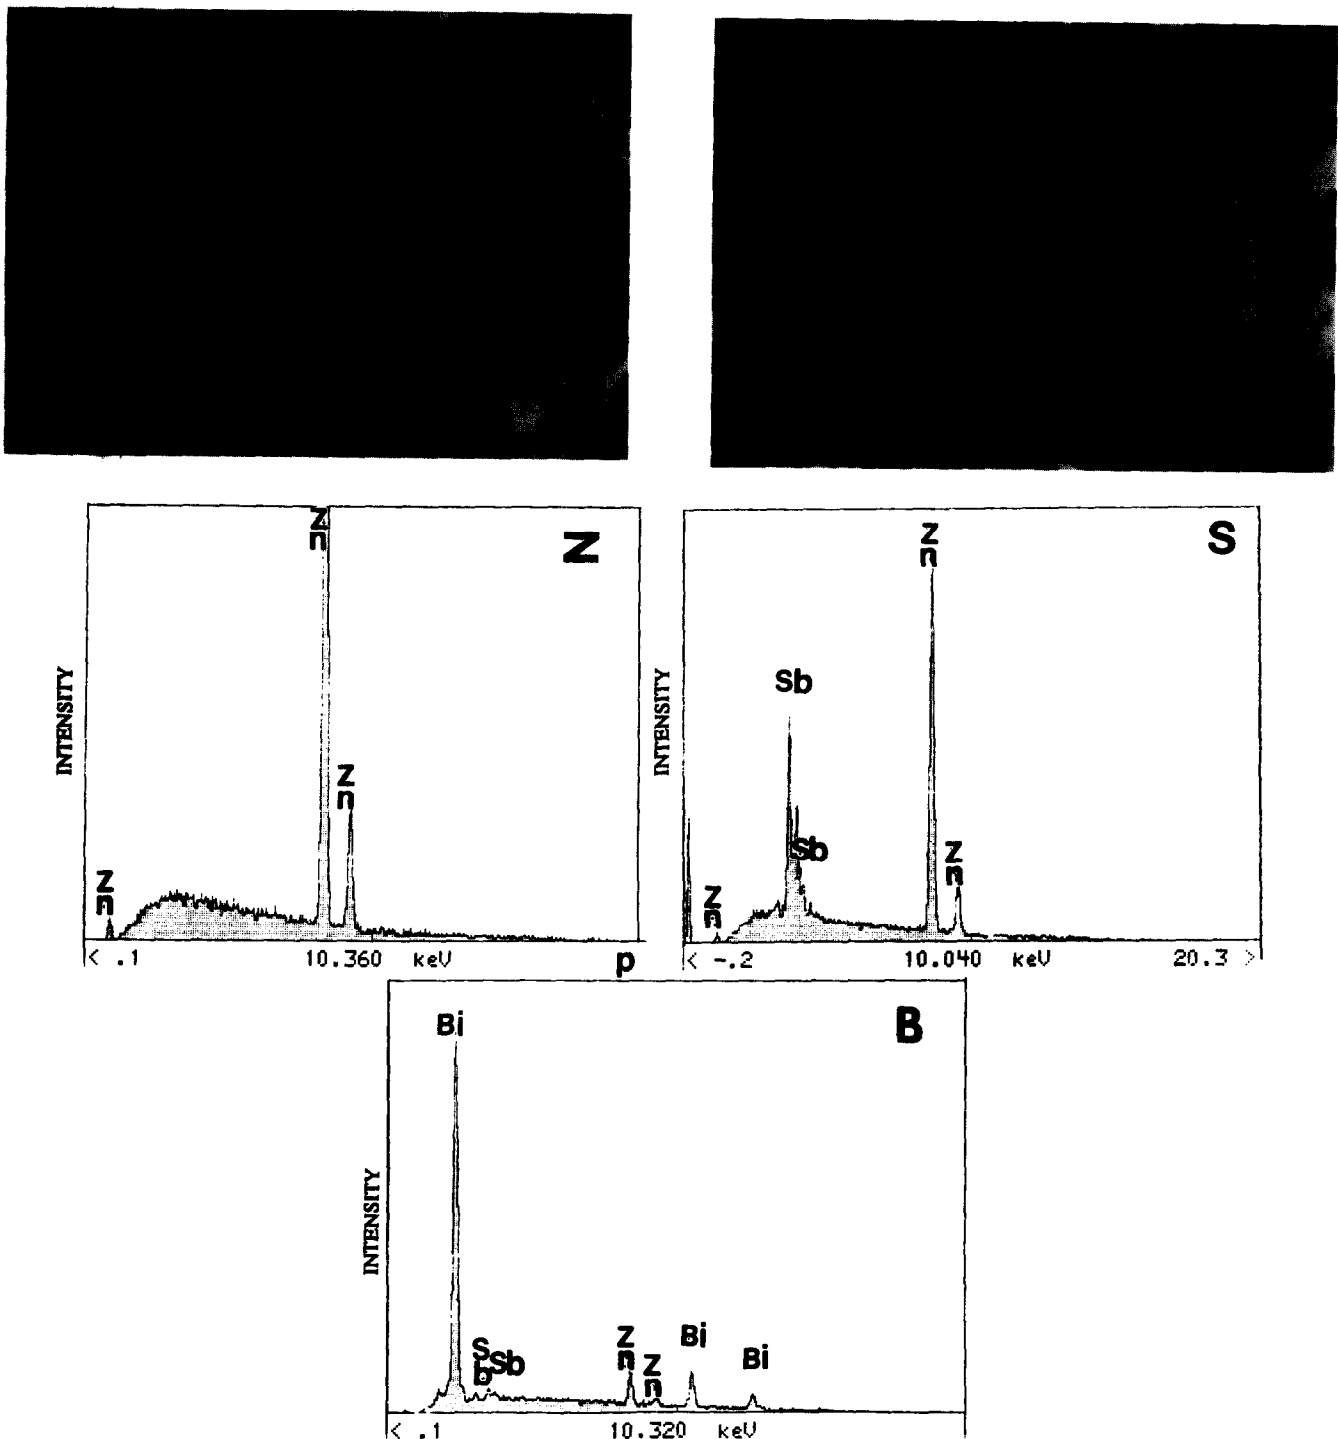 Zn
Z
Zn
Zn
INTENSITY
< .1 10.360 keV
p
Zn
S
Sb
Sb
Zn
Zn
INTENSITY
< -.2 10.040 keV 20.3 >
Bi
B
Sb
Sb
Zn
Zn
Bi
Bi
INTENSITY
< .1 10.320 keV